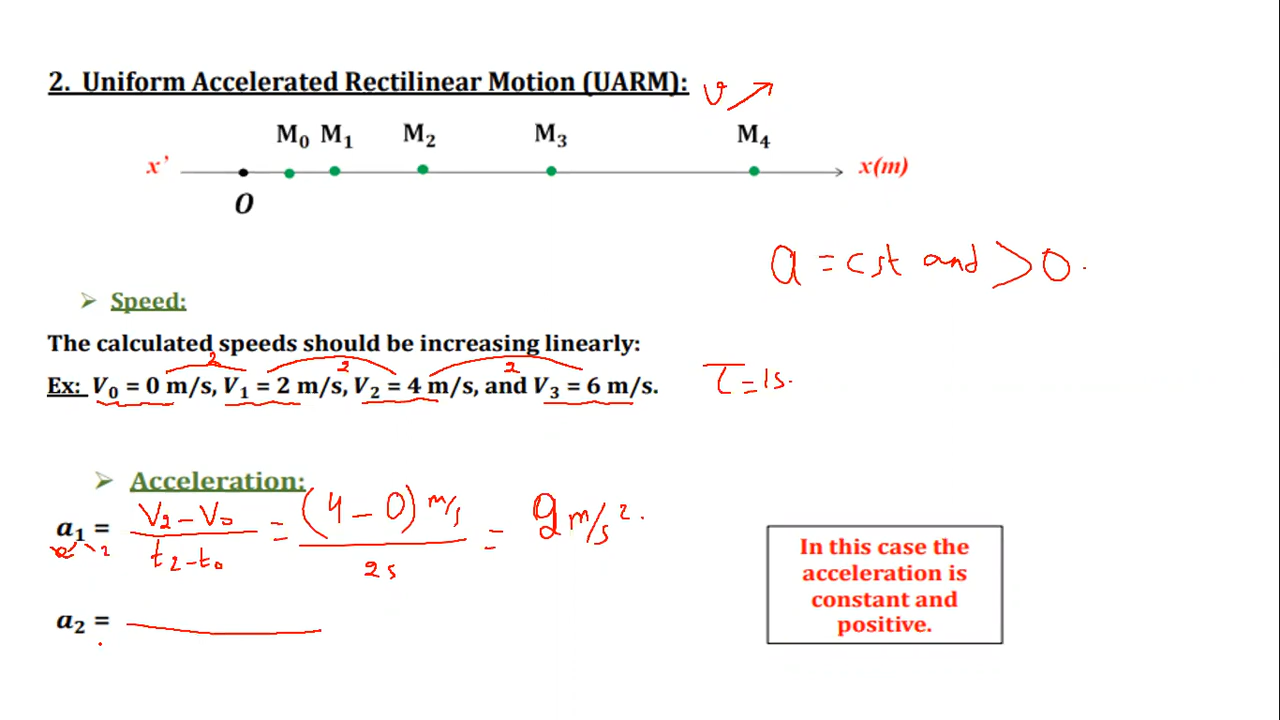 2. Uniform Accelerated Rectilinear Motion (UARM): v
M₀ M₁ M₂ M₃ M₄
x' x(m)
O
a = cst and > 0.
➢ Speed:
The calculated speeds should be increasing linearly:
2 2 2
Ex: V₀ = 0 m/s, V₁ = 2 m/s, V₂ = 4 m/s, and V₃ = 6 m/s. τ = 1s.
➢ Acceleration:
a₁ = (V₂ − V₀)/(t₂ − t₀) = (4 − 0) m/s / 2s = 2 m/s².
In this case the
acceleration is
constant and
positive.
a₂ =